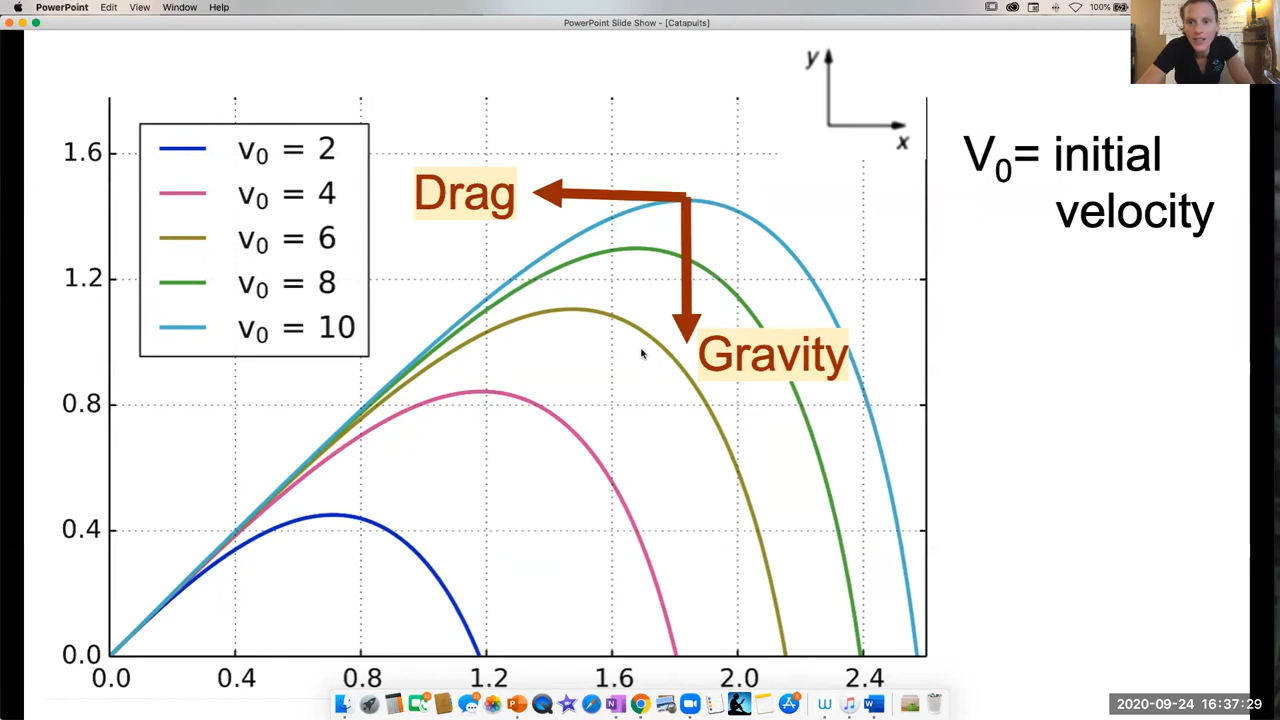 PowerPoint File Edit View Window Help 100%
PowerPoint Slide Show - [Catapults]
y
x
v0 = 2
v0 = 4
v0 = 6
v0 = 8
v0 = 10
Drag
Gravity
V0= initial
velocity
1.6
1.2
0.8
0.4
0.0
0.0 0.4 0.8 1.2 1.6 2.0 2.4
2020-09-24 16:37:29